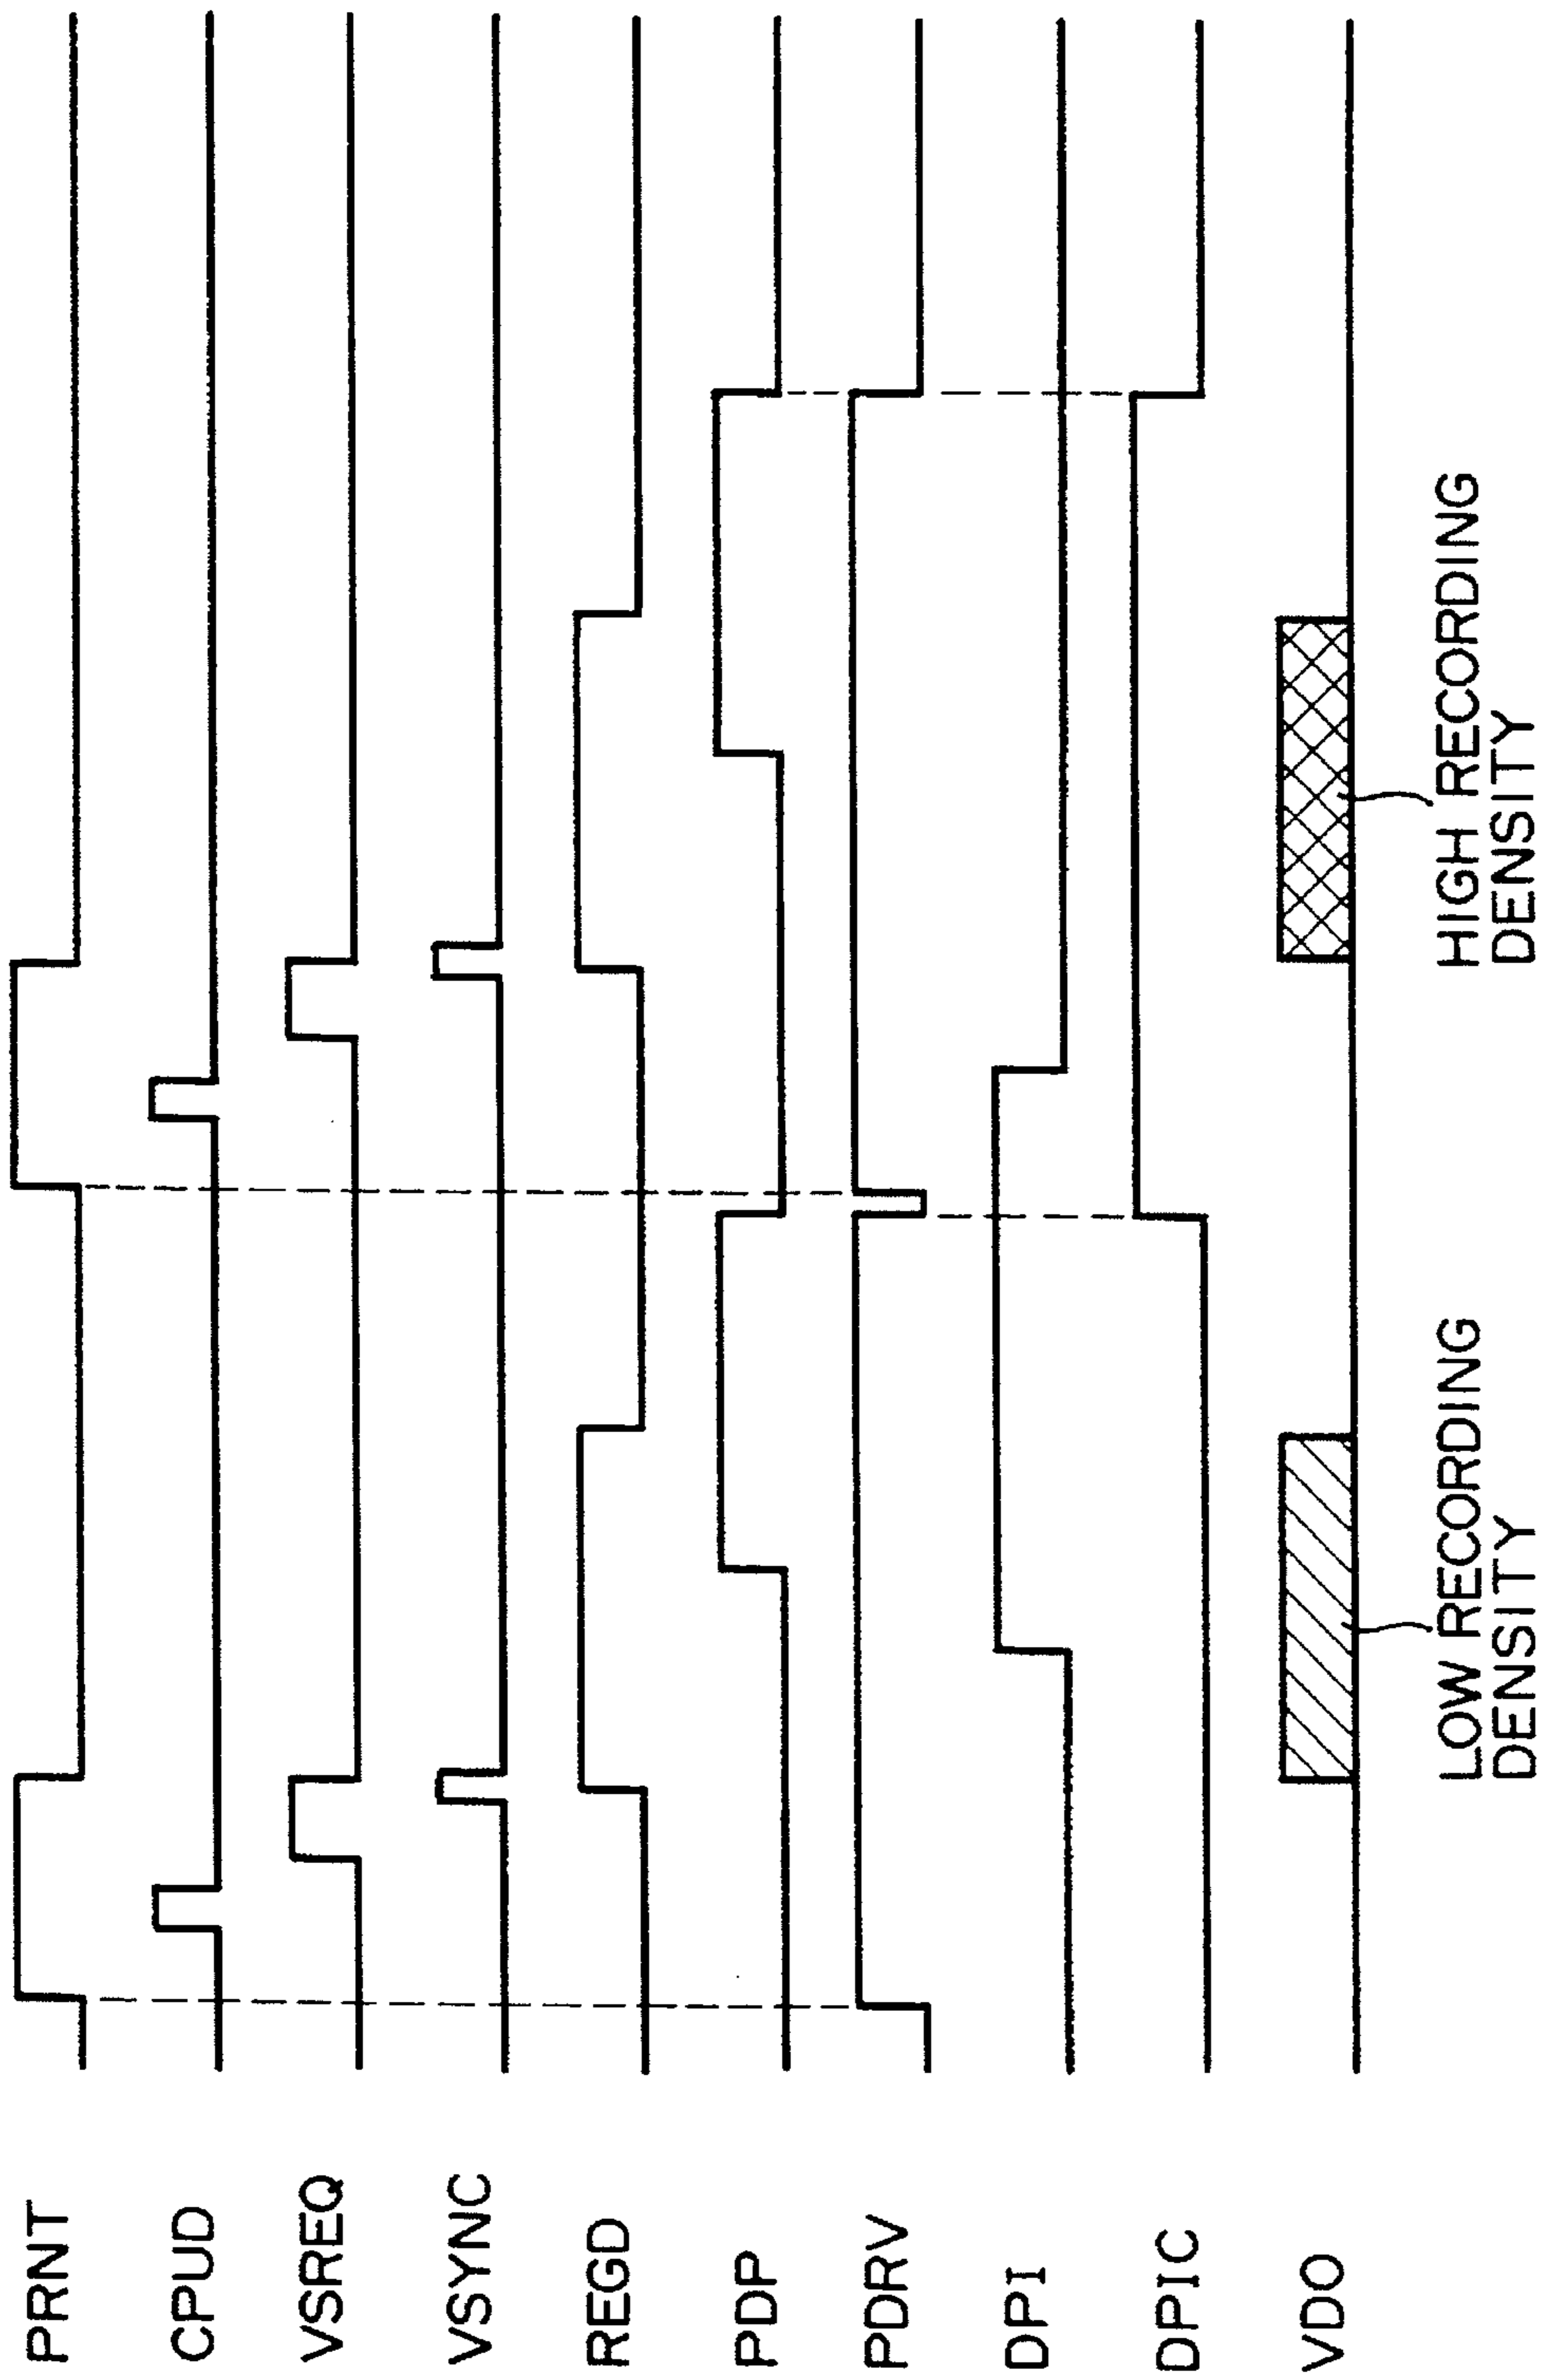 PRNT
CPUD
VSREQ
VSYNC
REGD
PDP
PDRV
DPI
DPIC
VDO
LOW RECORDING
DENSITY
HIGH RECORDING
DENSITY